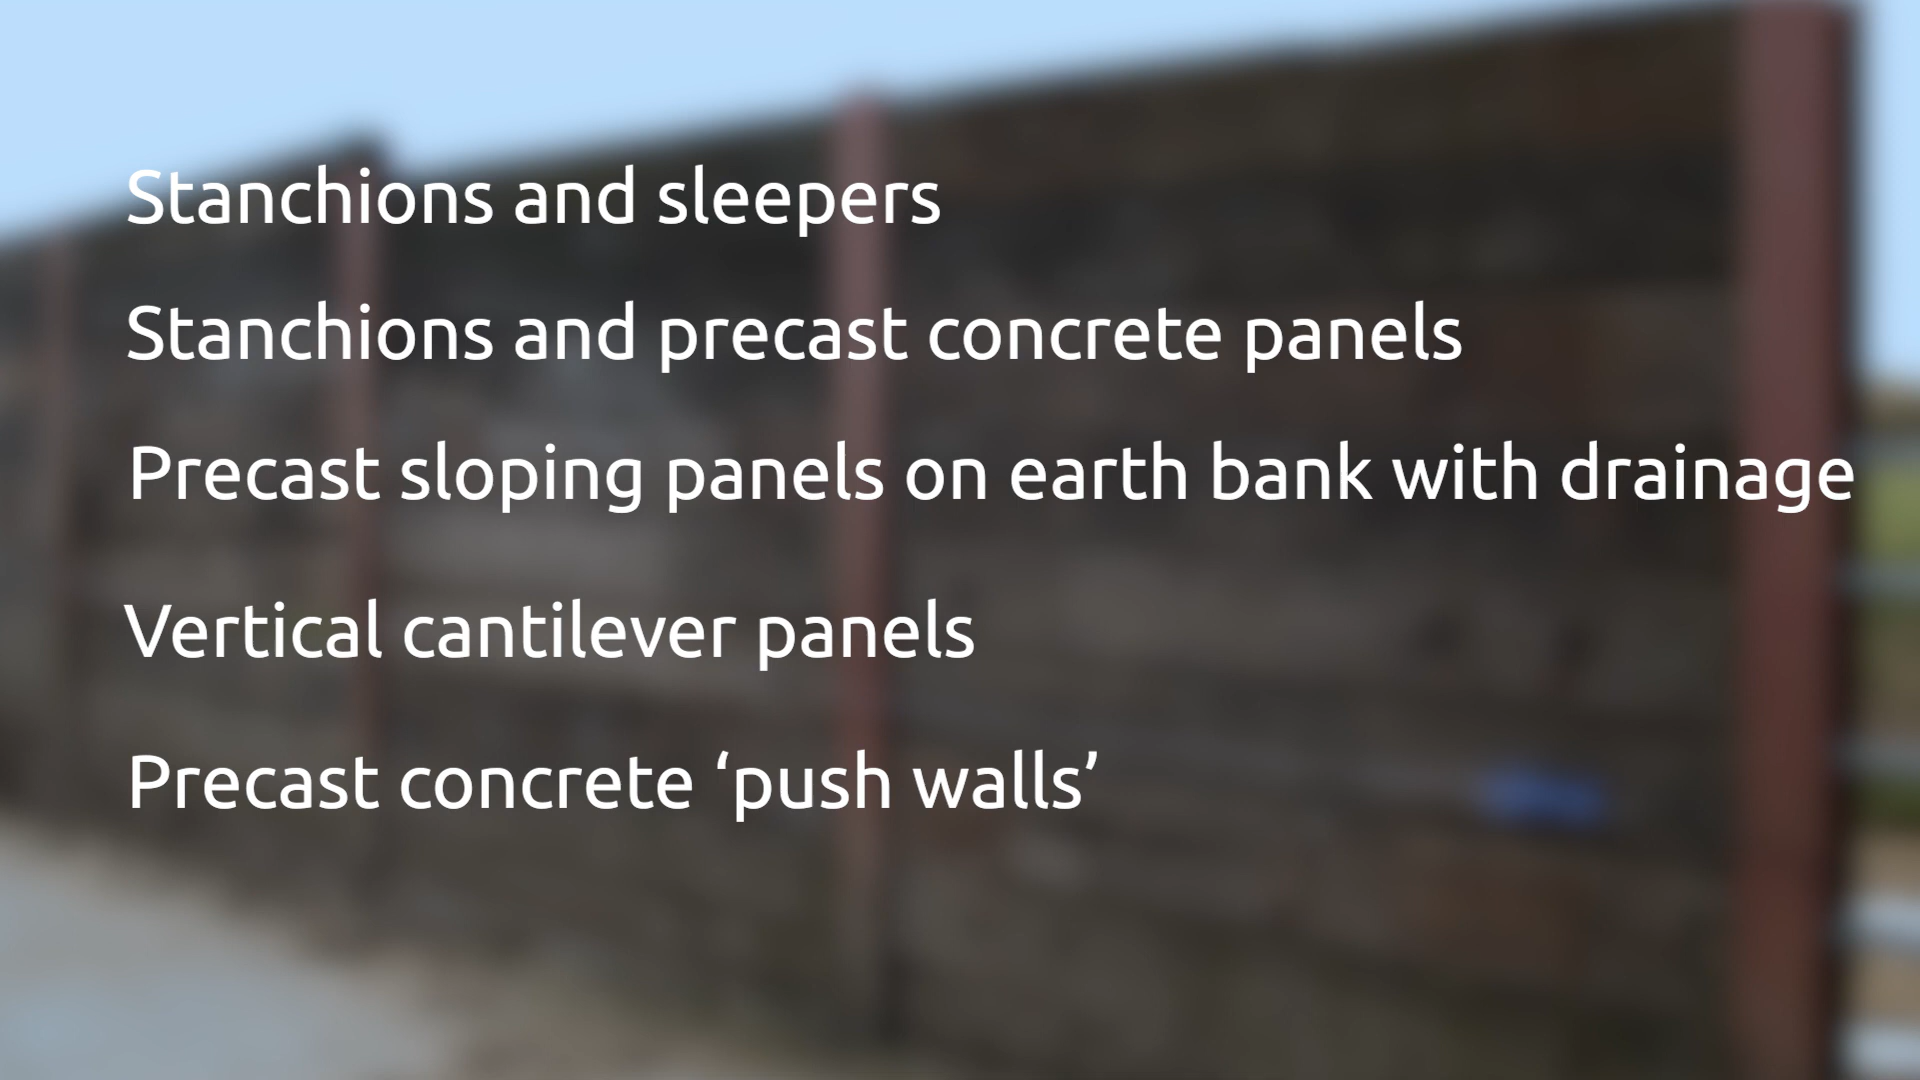 Stanchions and sleepers
Stanchions and precast concrete panels
Precast sloping panels on earth bank with drainage
Vertical cantilever panels
Precast concrete ‘push walls’